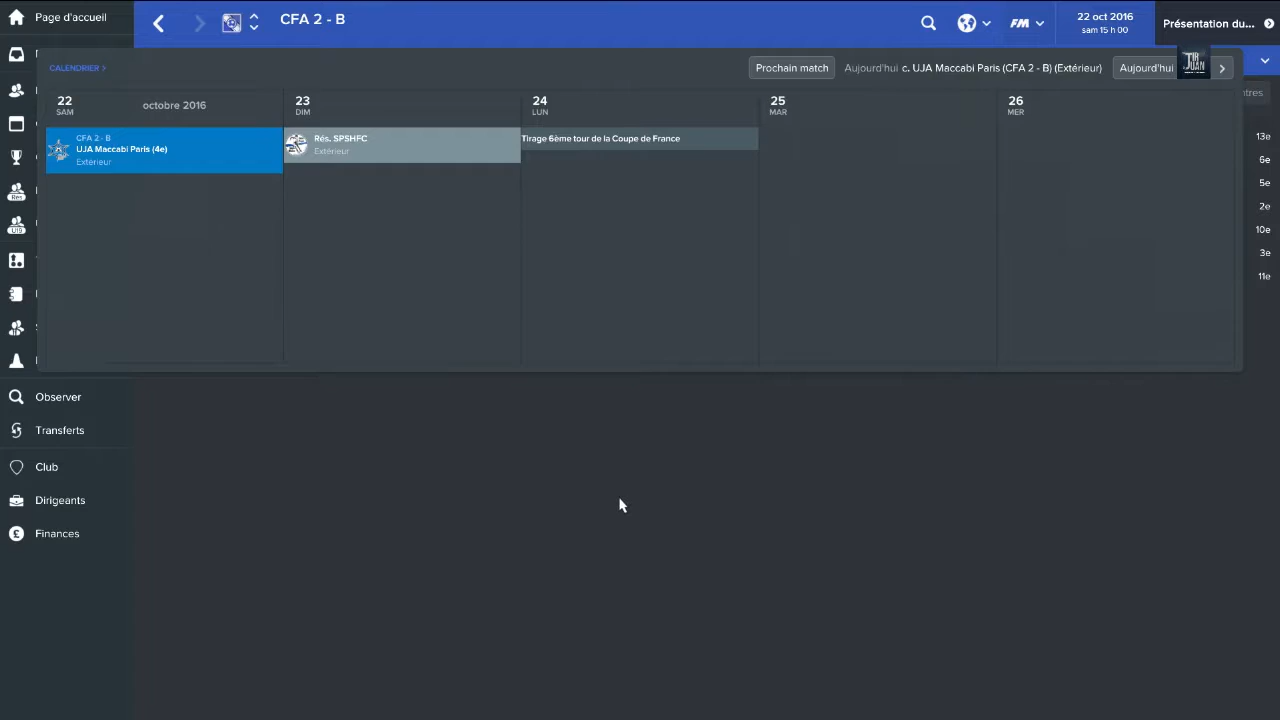 Page d'accueil
CFA 2 - B
FM
22 oct 2016
sam 15 h 00
Présentation du...
CALENDRIER >
Prochain match
Aujourd'hui c. UJA Maccabi Paris (CFA 2 - B) (Extérieur)
Aujourd'hui
22
SAM
octobre 2016
23
DIM
24
LUN
25
MAR
26
MER
CFA 2 - B
UJA Maccabi Paris (4e)
Extérieur
Rés. SPSHFC
Extérieur
Tirage 6ème tour de la Coupe de France
13e
6e
5e
2e
10e
3e
11e
Rés
U19
Observer
Transferts
Club
Dirigeants
Finances